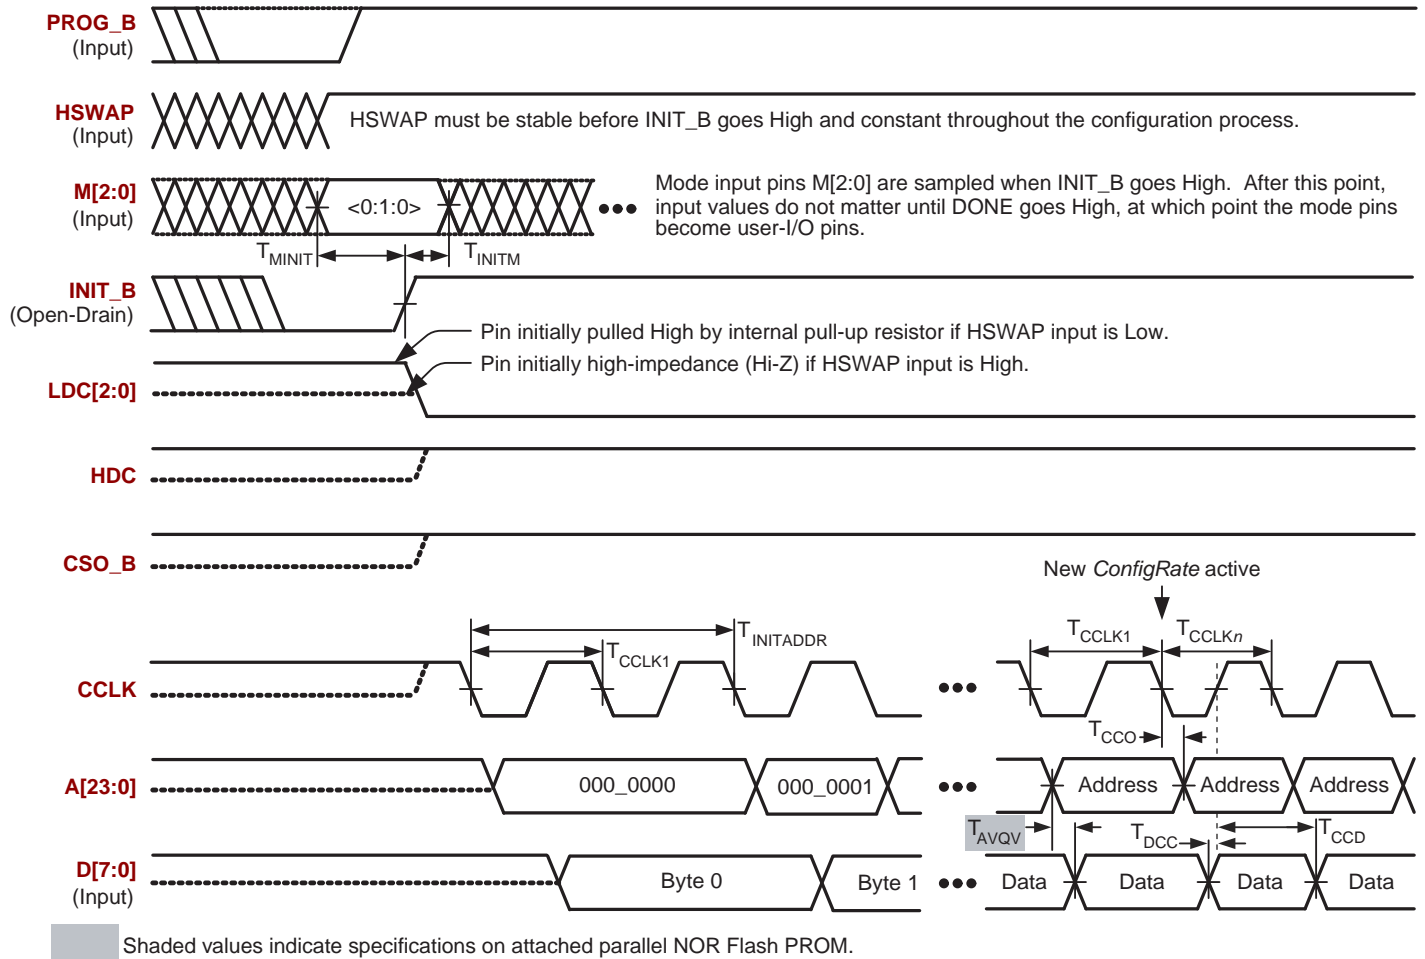 PROG_B
(Input)
HSWAP
(Input)
HSWAP must be stable before INIT_B goes High and constant throughout the configuration process.
M[2:0]
(Input)
<0:1:0>
Mode input pins M[2:0] are sampled when INIT_B goes High. After this point,
input values do not matter until DONE goes High, at which point the mode pins
become user-I/O pins.
TMINIT
TINITM
INIT_B
(Open-Drain)
Pin initially pulled High by internal pull-up resistor if HSWAP input is Low.
Pin initially high-impedance (Hi-Z) if HSWAP input is High.
LDC[2:0]
HDC
CSO_B
New ConfigRate active
TINITADDR
TCCLK1
TCCLK1
TCCLKn
CCLK
TCCO
A[23:0]
000_0000
000_0001
Address
Address
Address
TAVQV
TDCC
TCCD
D[7:0]
(Input)
Byte 0
Byte 1
Data
Data
Data
Data
Shaded values indicate specifications on attached parallel NOR Flash PROM.